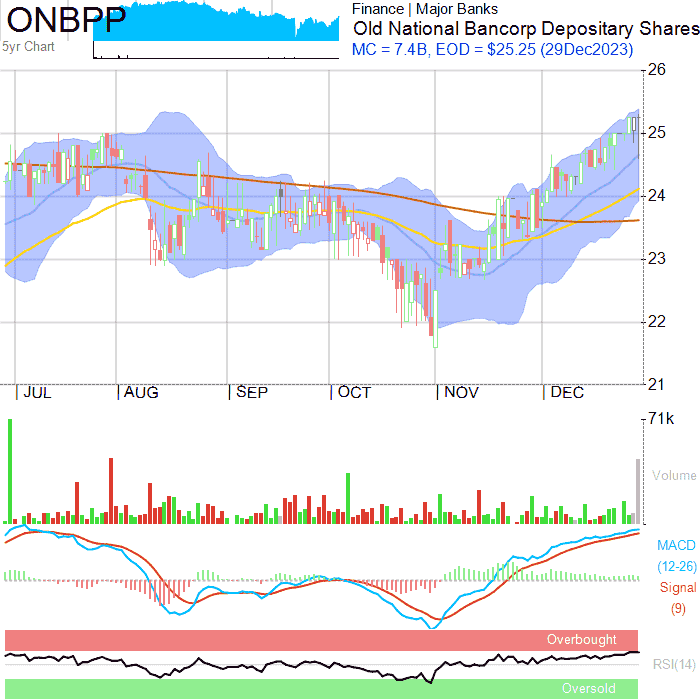 ONBPP
5yr Chart
Finance | Major Banks
Old National Bancorp Depositary Shares
MC = 7.4B, EOD = $25.25 (29Dec2023)
26
25
24
23
22
21
JUL AUG SEP OCT NOV DEC
71k
Volume
MACD
(12-26)
Signal
(9)
Overbought
RSI(14)
Oversold